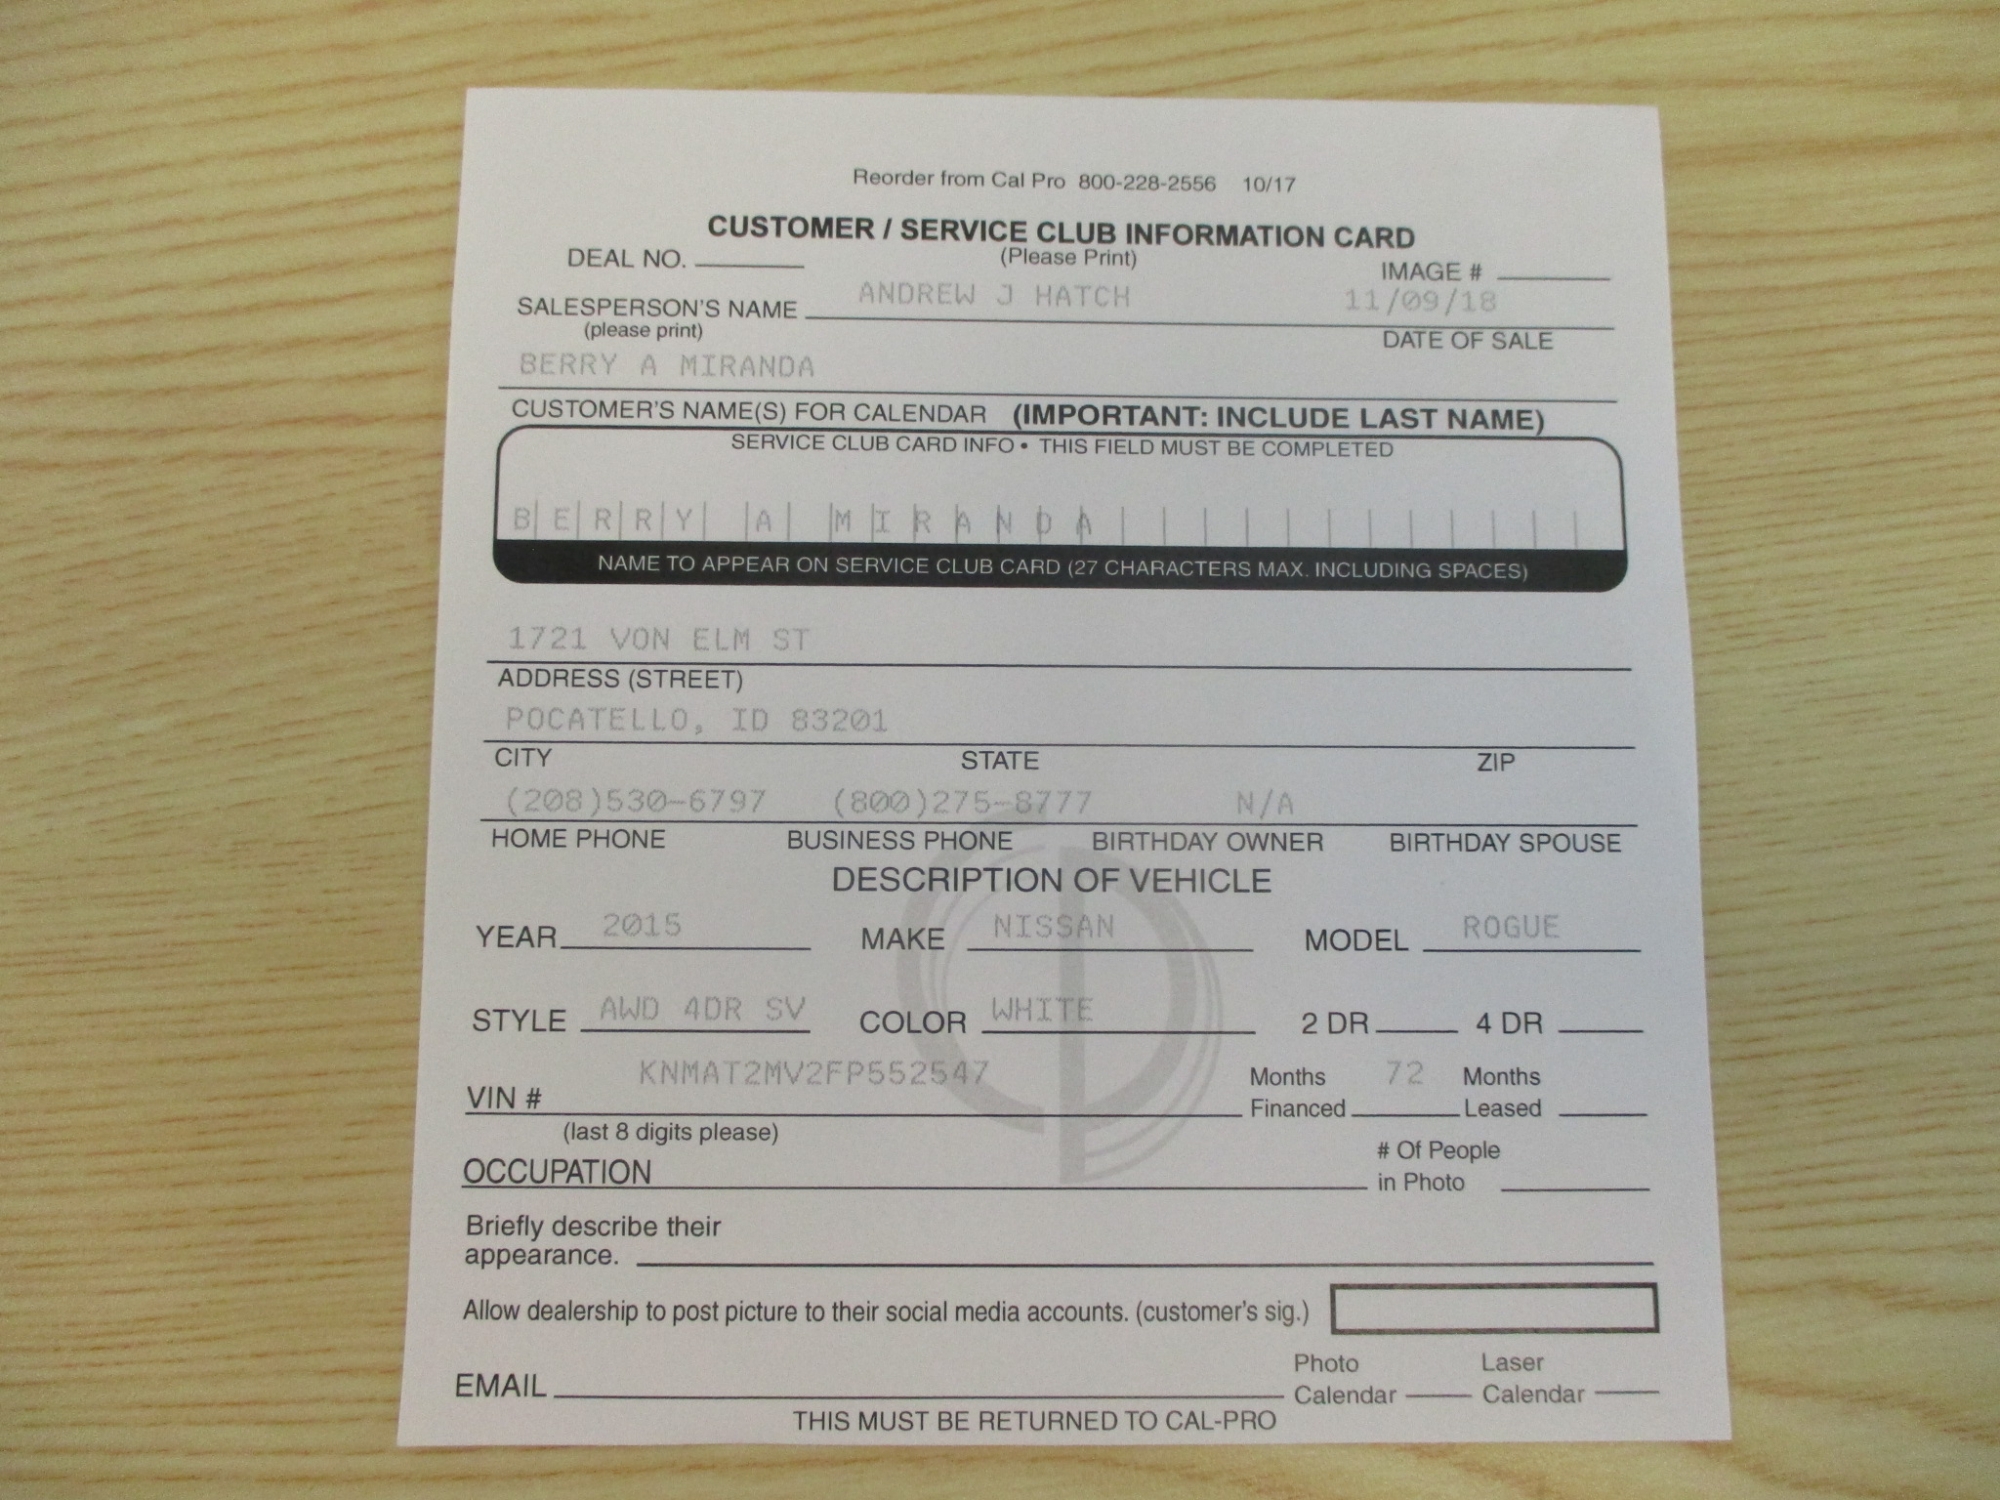 Reorder from Cal Pro 800-228-2556 10/17
CUSTOMER / SERVICE CLUB INFORMATION CARD
DEAL NO. (Please Print) IMAGE #
SALESPERSON'S NAME ANDREW J HATCH 11/09/18
(please print) DATE OF SALE
BERRY A MIRANDA
CUSTOMER'S NAME(S) FOR CALENDAR (IMPORTANT: INCLUDE LAST NAME)
SERVICE CLUB CARD INFO • THIS FIELD MUST BE COMPLETED
BERRY A MIRANDA
NAME TO APPEAR ON SERVICE CLUB CARD (27 CHARACTERS MAX. INCLUDING SPACES)
1721 VON ELM ST
ADDRESS (STREET)
POCATELLO, ID 83201
CITY STATE ZIP
(208)530-6797 (800)275-8777 N/A
HOME PHONE BUSINESS PHONE BIRTHDAY OWNER BIRTHDAY SPOUSE
DESCRIPTION OF VEHICLE
YEAR 2015 MAKE NISSAN MODEL ROGUE
STYLE AWD 4DR SV COLOR WHITE 2 DR 4 DR
VIN # KNMAT2MV2FP552547 Months Financed 72 Months Leased
(last 8 digits please)
OCCUPATION # Of People in Photo
Briefly describe their
appearance.
Allow dealership to post picture to their social media accounts. (customer's sig.)
EMAIL Photo Calendar Laser Calendar
THIS MUST BE RETURNED TO CAL-PRO